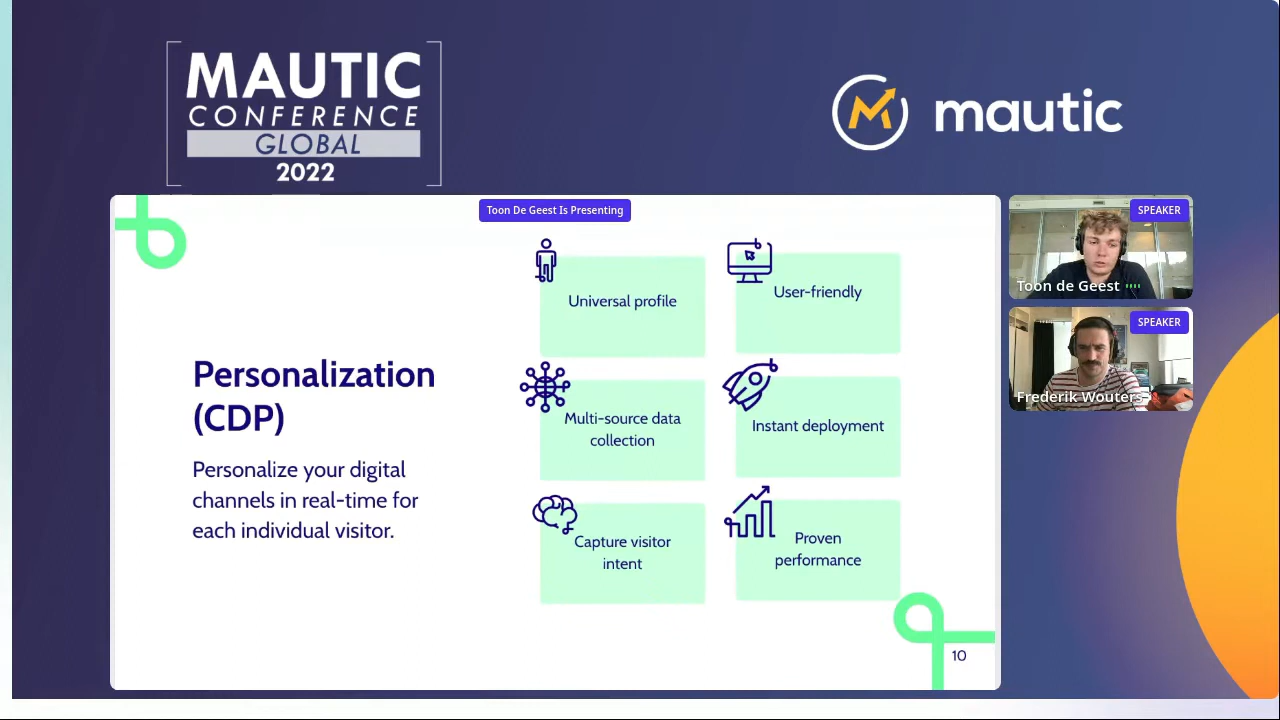 MAUTIC
CONFERENCE
GLOBAL
2022
mautic
Toon De Geest Is Presenting
SPEAKER
Toon de Geest
SPEAKER
Frederik Wouters
Personalization
(CDP)
Personalize your digital
channels in real-time for
each individual visitor.
Universal profile
User-friendly
Multi-source data
collection
Instant deployment
Capture visitor
intent
Proven
performance
10